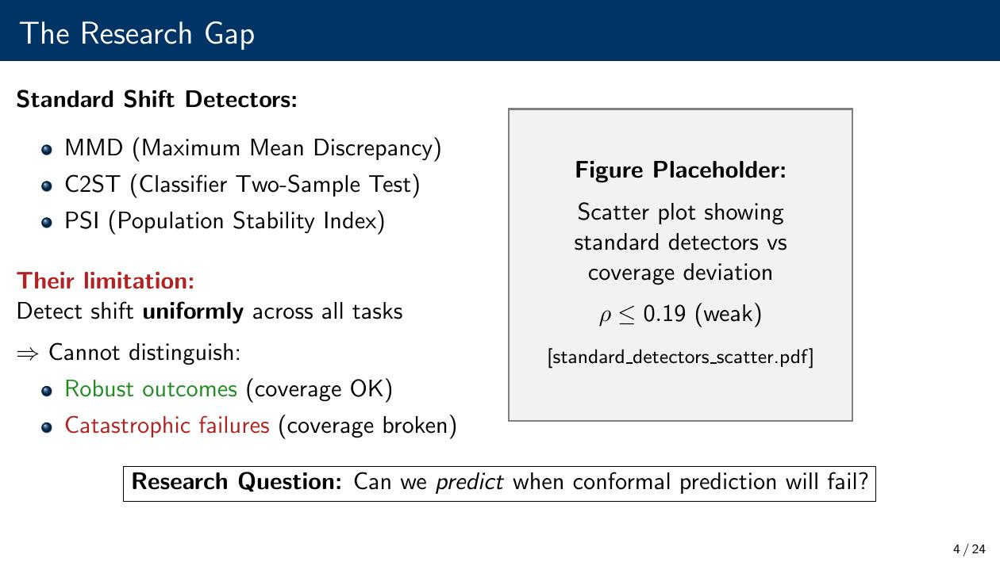 The Research Gap
Standard Shift Detectors:
MMD (Maximum Mean Discrepancy)
C2ST (Classifier Two-Sample Test)
PSI (Population Stability Index)
Their limitation:
Detect shift uniformly across all tasks
⇒ Cannot distinguish:
Robust outcomes (coverage OK)
Catastrophic failures (coverage broken)
Figure Placeholder:
Scatter plot showing
standard detectors vs
coverage deviation
ρ ≤ 0.19 (weak)
[standard_detectors_scatter.pdf]
Research Question: Can we predict when conformal prediction will fail?
4 / 24